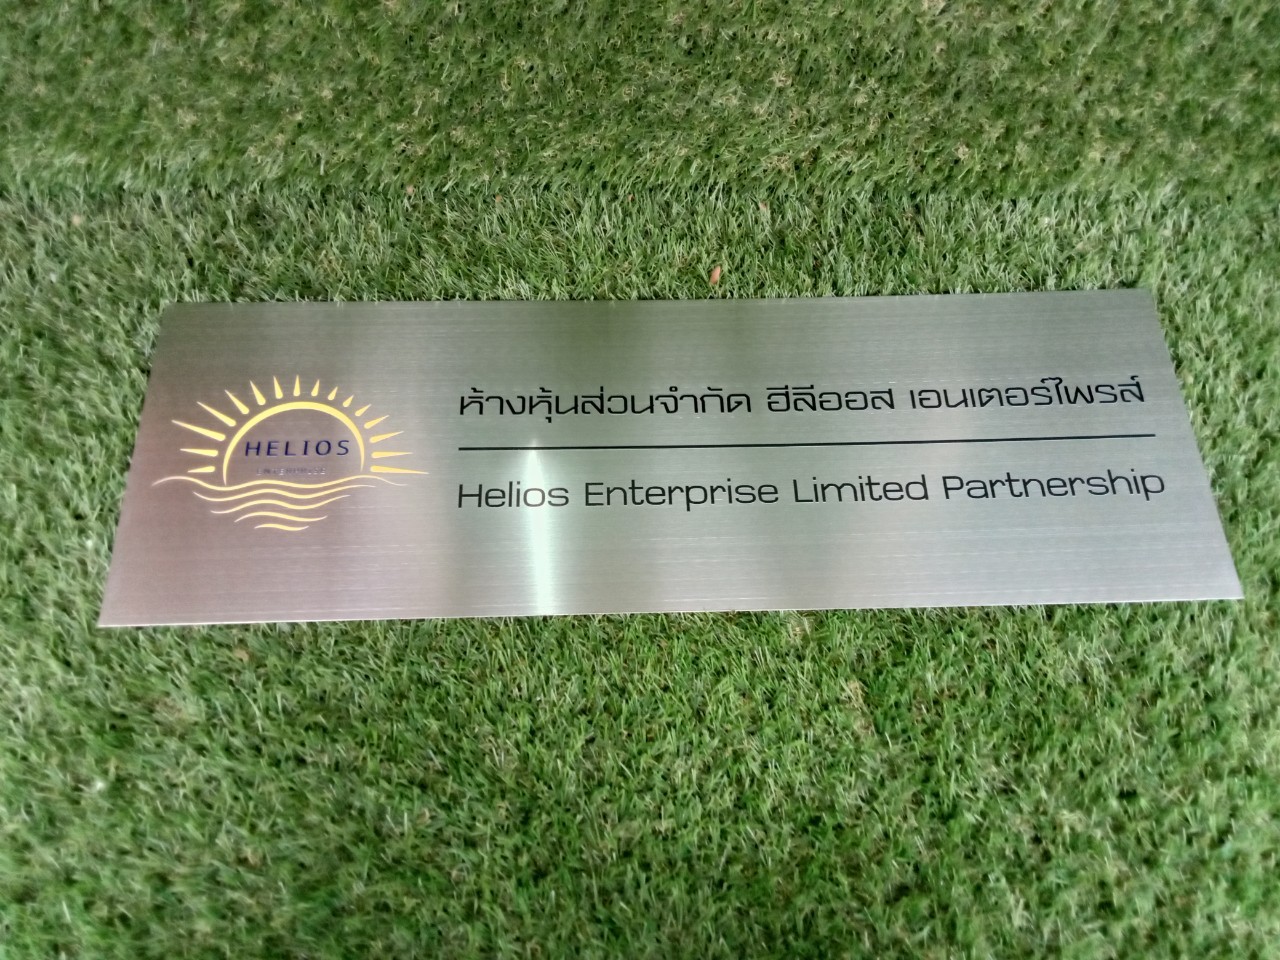 HELIOS
ENTERPRISE
ห้างหุ้นส่วนจำกัด ฮีลีออส เอนเตอร์ไพรส์
Helios Enterprise Limited Partnership